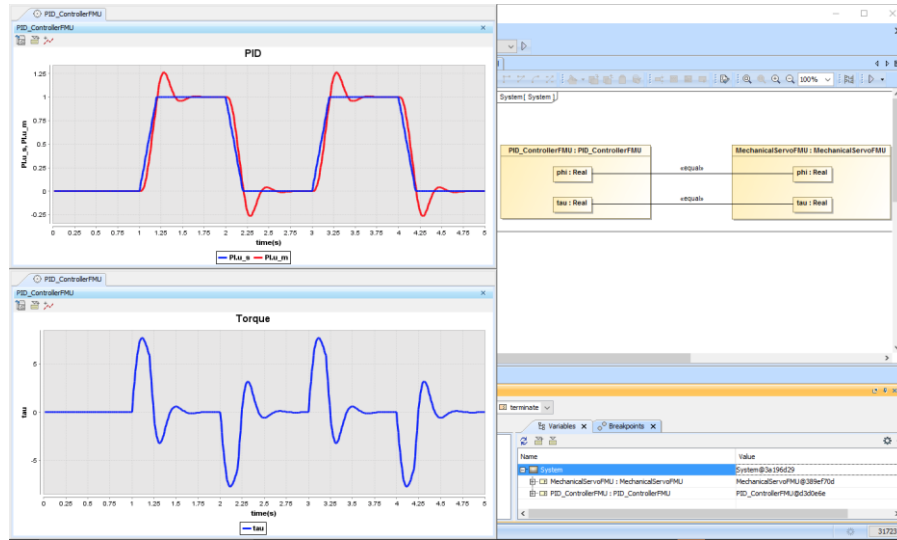 PID_ControllerFMU
PID_ControllerFMU
PID
PI.u_s, PI.u_m
1.25
1
0.75
0.5
0.25
0
-0.25
0 0.25 0.5 0.75 1 1.25 1.5 1.75 2 2.25 2.5 2.75 3 3.25 3.5 3.75 4 4.25 4.5 4.75 5
time(s)
PI.u_s PI.u_m
PID_ControllerFMU
PID_ControllerFMU
Torque
tau
5
0
-5
0 0.25 0.5 0.75 1 1.25 1.5 1.75 2 2.25 2.5 2.75 3 3.25 3.5 3.75 4 4.25 4.5 4.75 5
time(s)
tau
100%
System[ System ]
PID_ControllerFMU : PID_ControllerFMU
phi : Real
tau : Real
«equal»
«equal»
MechanicalServoFMU : MechanicalServoFMU
phi : Real
tau : Real
terminate
Variables
Breakpoints
Name Value
System System@3a196d29
MechanicalServoFMU : MechanicalServoFMU MechanicalServoFMU@389ef70d
PID_ControllerFMU : PID_ControllerFMU PID_ControllerFMU@d3d0e6e
31723